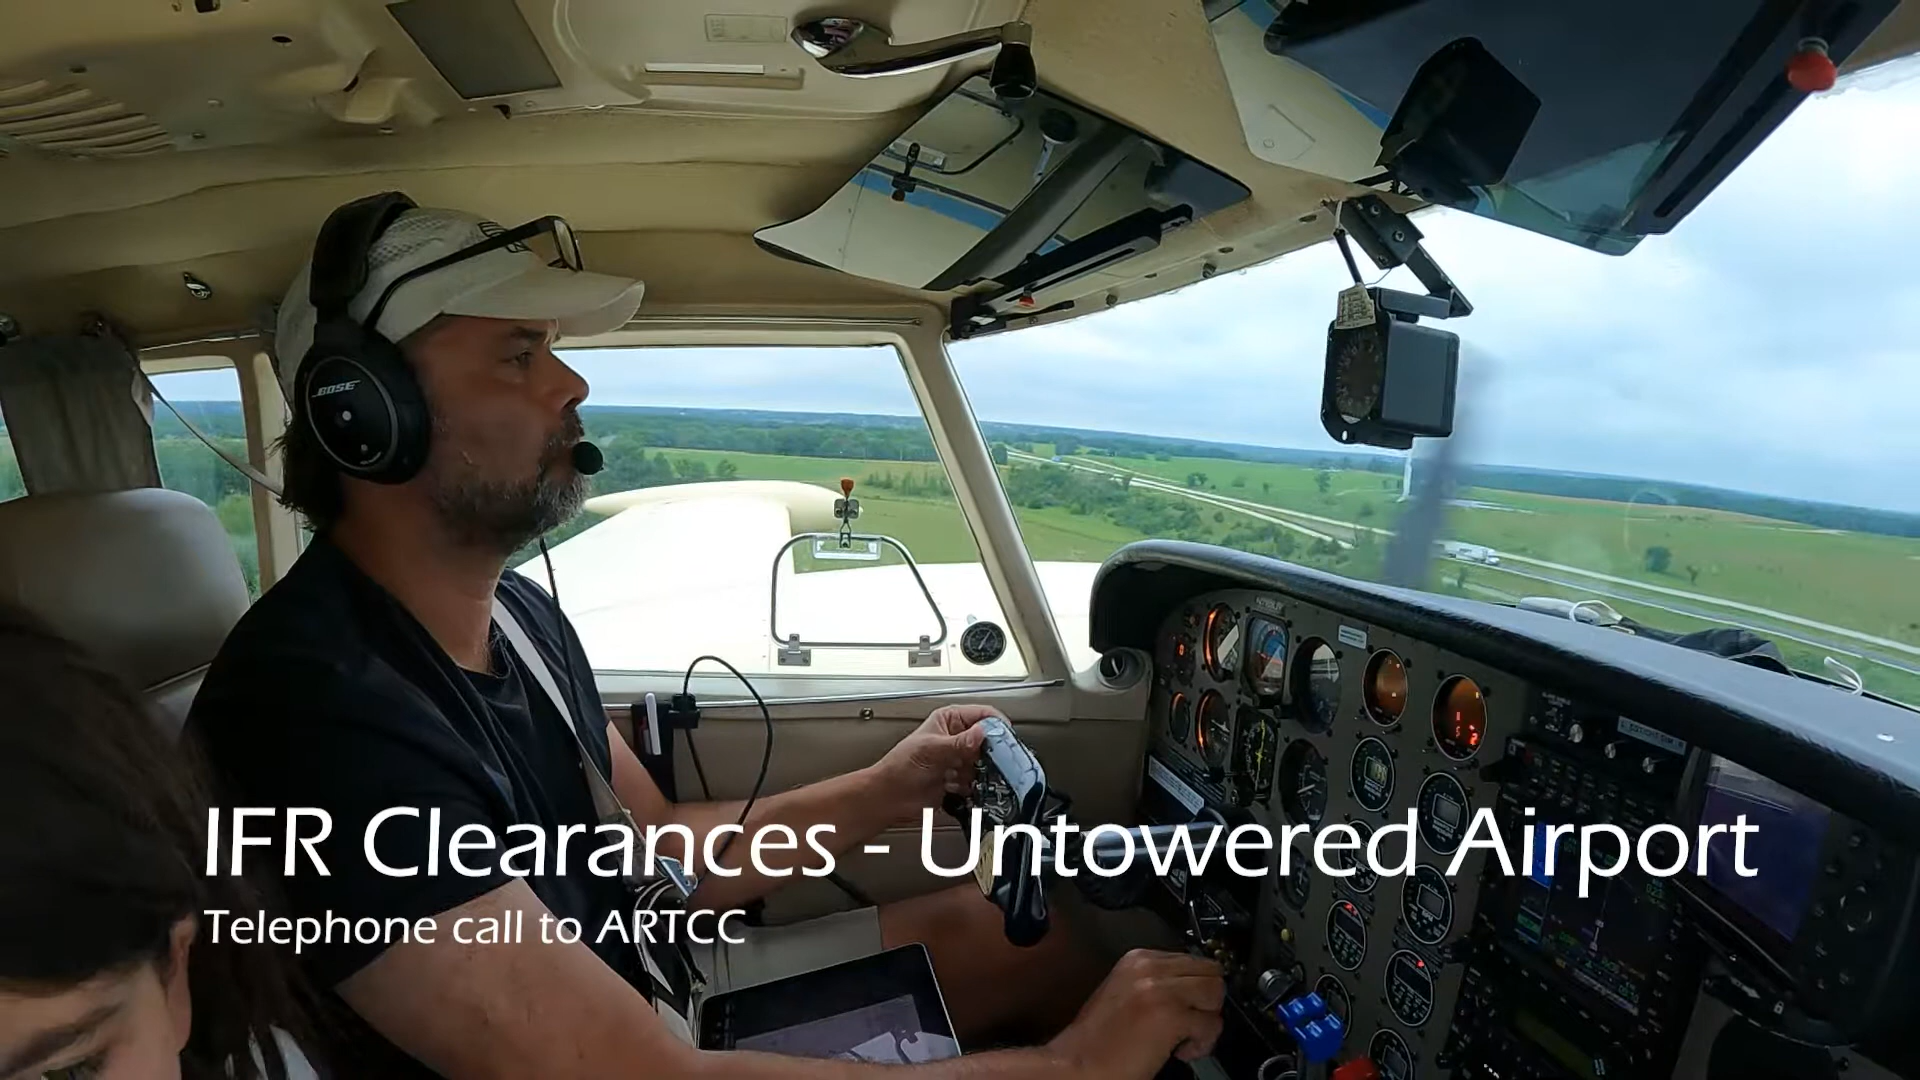 BOSE
IFR Clearances - Untowered Airport
Telephone call to ARTCC